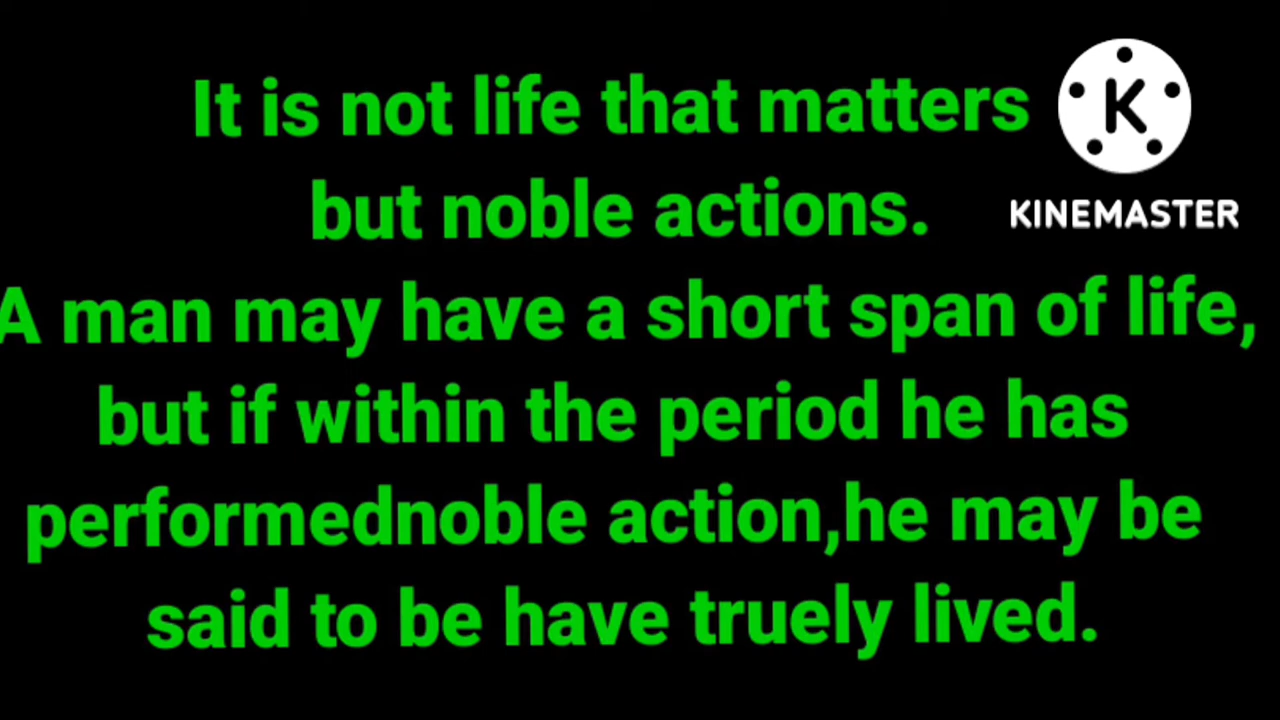 It is not life that matters
KINEMASTER
but noble actions.
A man may have a short span of life,
but if within the period he has
performednoble action,he may be
said to be have truely lived.